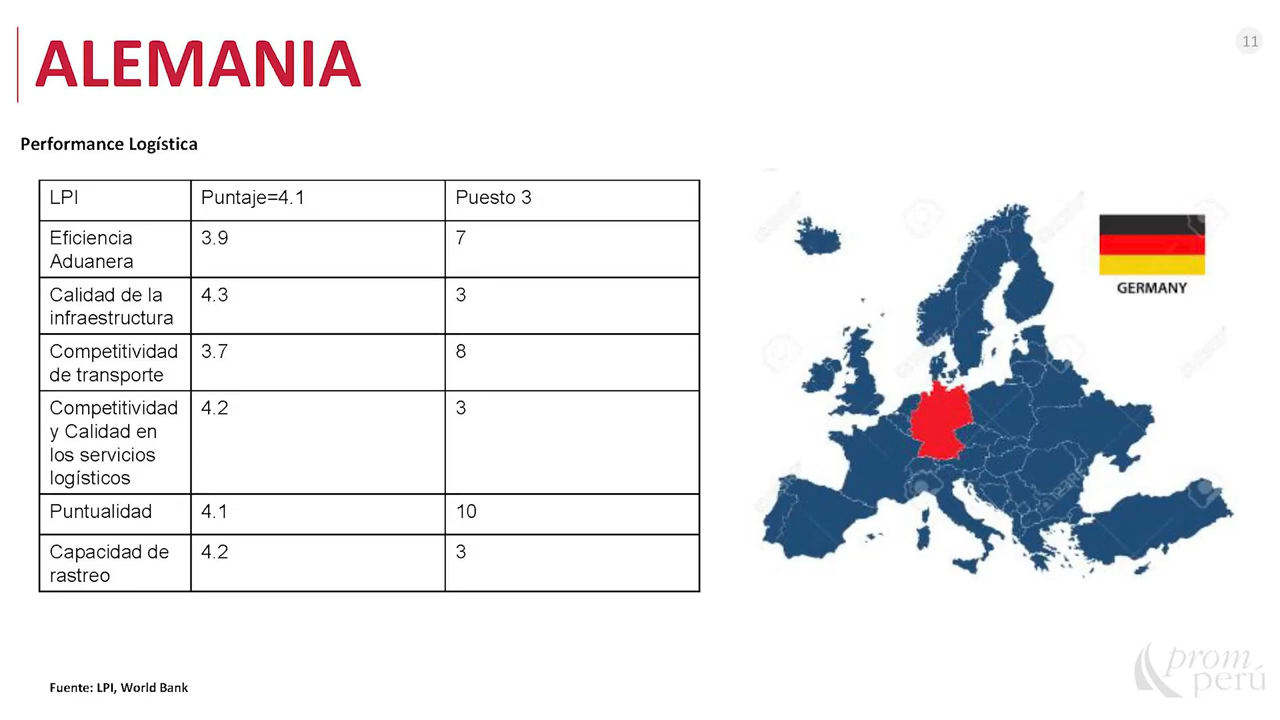 11
ALEMANIA
Performance Logística
LPI Puntaje=4.1 Puesto 3
Eficiencia
Aduanera 3.9 7
Calidad de la
infraestructura 4.3 3
Competitividad
de transporte 3.7 8
Competitividad
y Calidad en
los servicios
logísticos 4.2 3
Puntualidad 4.1 10
Capacidad de
rastreo 4.2 3
GERMANY
Fuente: LPI, World Bank
prom
perú